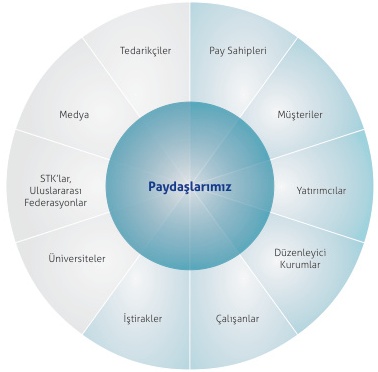 Tedarikçiler
Pay Sahipleri
Medya
Müşteriler
STK'lar,
Uluslararası
Federasyonlar
Paydaşlarımız
Yatırımcılar
Üniversiteler
Düzenleyici
Kurumlar
İştirakler
Çalışanlar